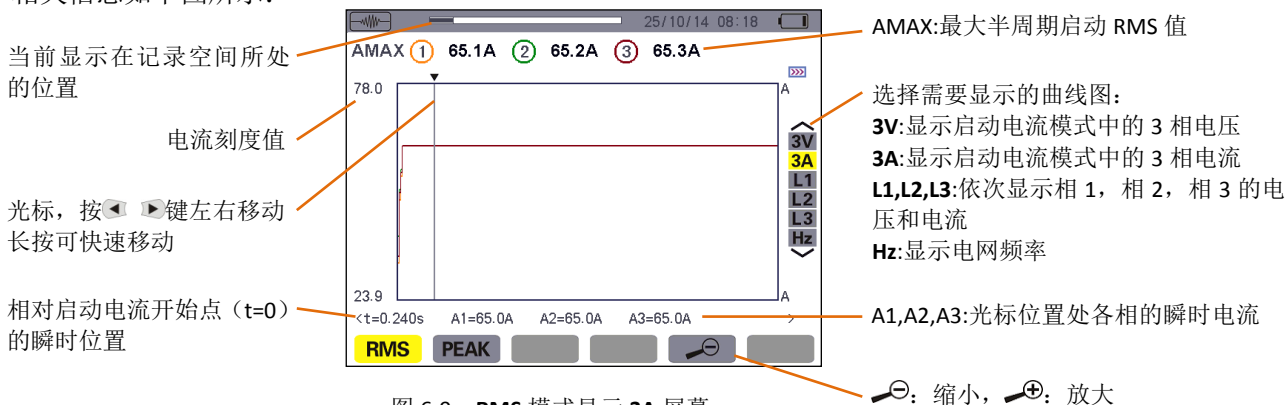 25/10/14 08:18
AMAX 1 65.1A 2 65.2A 3 65.3A
78.0
A
3V
3A
L1
L2
L3
Hz
23.9
A
<t=0.240s A1=65.0A A2=65.0A A3=65.0A >
RMS PEAK
当前显示在记录空间所处
的位置
电流刻度值
光标，按 键左右移动
长按可快速移动
相对启动电流开始点（t=0）
的瞬时位置
AMAX:最大半周期启动 RMS 值
选择需要显示的曲线图：
3V:显示启动电流模式中的 3 相电压
3A:显示启动电流模式中的 3 相电流
L1,L2,L3:依次显示相 1，相 2，相 3 的电
压和电流
Hz:显示电网频率
A1,A2,A3:光标位置处各相的瞬时电流
：缩小，：放大